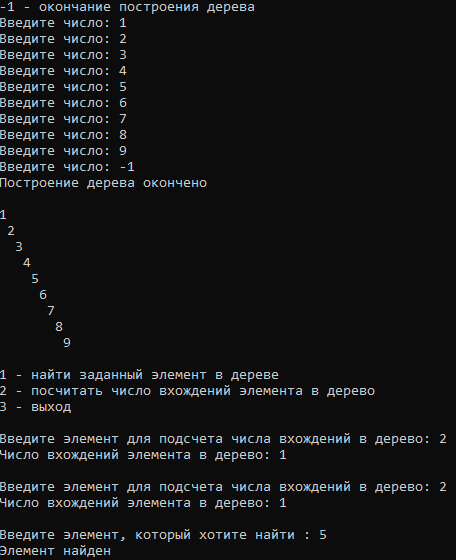 -1 - окончание построения дерева
Введите число: 1
Введите число: 2
Введите число: 3
Введите число: 4
Введите число: 5
Введите число: 6
Введите число: 7
Введите число: 8
Введите число: 9
Введите число: -1
Построение дерева окончено
1
2
3
4
5
6
7
8
9
1 - найти заданный элемент в дереве
2 - посчитать число вхождений элемента в дерево
3 - выход
Введите элемент для подсчета числа вхождений в дерево: 2
Число вхождений элемента в дерево: 1
Введите элемент для подсчета числа вхождений в дерево: 2
Число вхождений элемента в дерево: 1
Введите элемент, который хотите найти : 5
Элемент найден